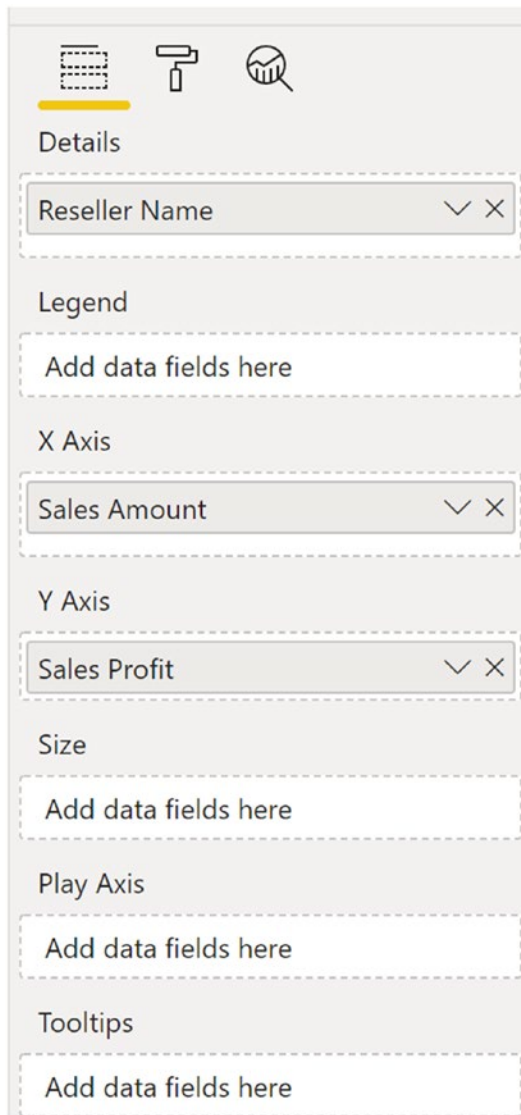 Details
Reseller Name
Legend
Add data fields here
X Axis
Sales Amount
Y Axis
Sales Profit
Size
Add data fields here
Play Axis
Add data fields here
Tooltips
Add data fields here